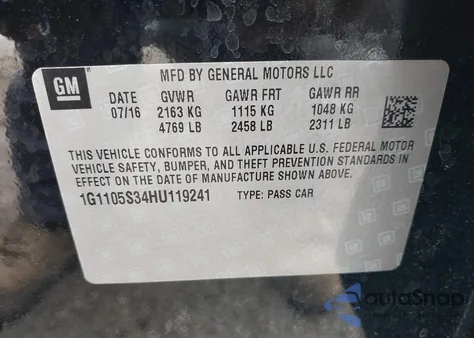 GM
MFD BY GENERAL MOTORS LLC
DATE GVWR GAWR FRT GAWR RR
07/16 2163 KG 1115 KG 1048 KG
4769 LB 2458 LB 2311 LB
THIS VEHICLE CONFORMS TO ALL APPLICABLE U.S. FEDERAL MOTOR
VEHICLE SAFETY, BUMPER, AND THEFT PREVENTION STANDARDS IN
EFFECT ON THE DATE OF MANUFACTURE SHOWN ABOVE.
1G1105S34HU119241 TYPE: PASS CAR
AutoSnap